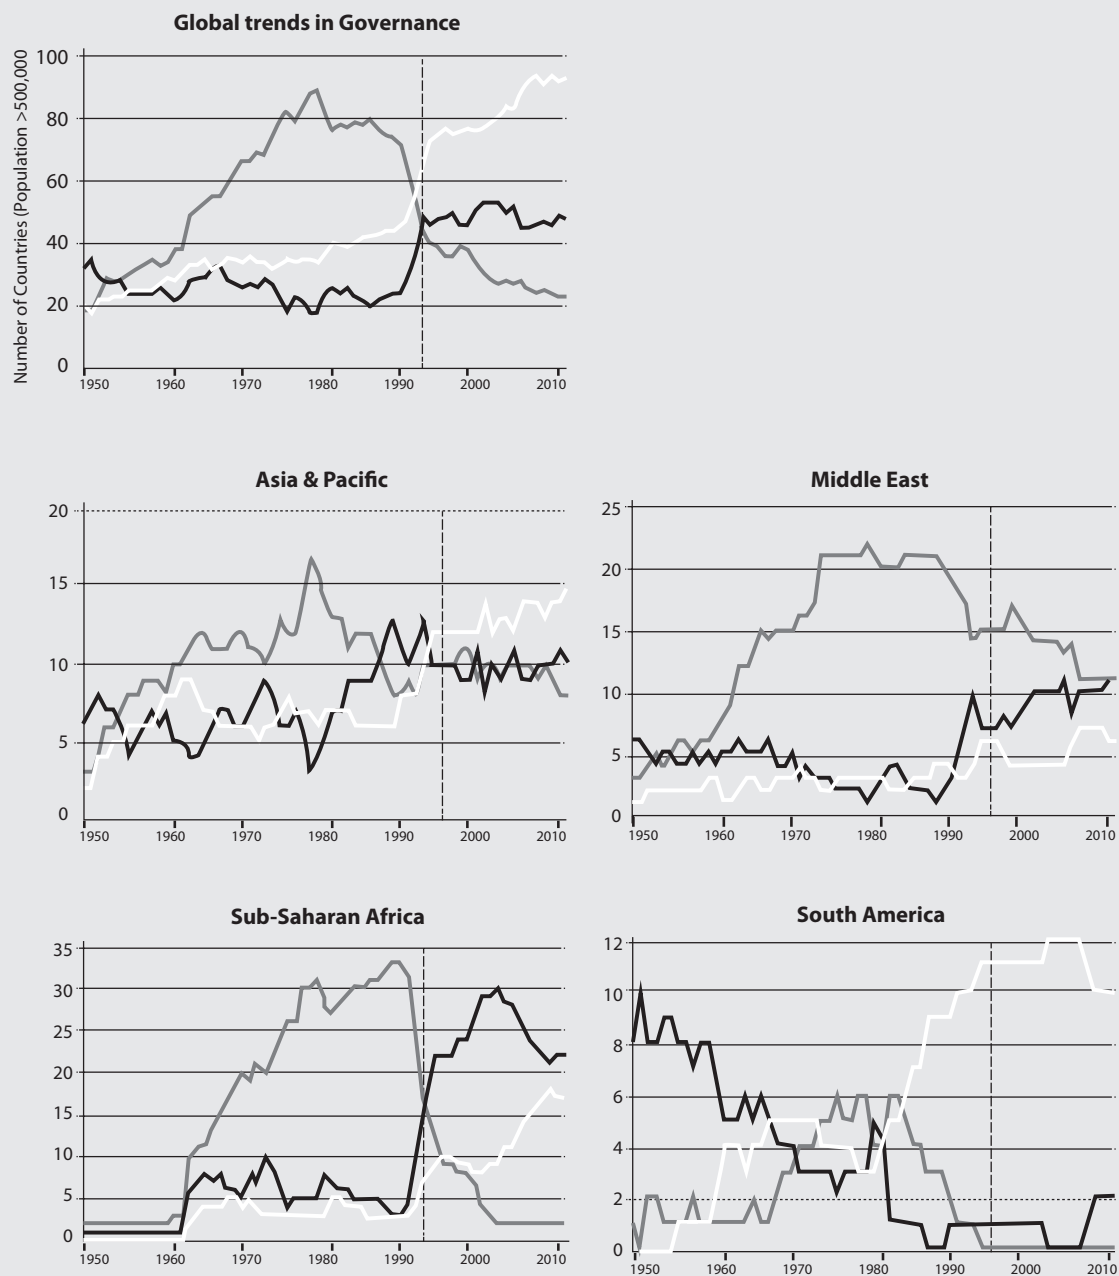 Global trends in Governance
Number of Countries (Population >500,000
100
80
60
40
20
0
1950 1960 1970 1980 1990 2000 2010
Asia & Pacific
20
15
10
5
0
1950 1960 1970 1980 1990 2000 2010
Middle East
25
20
15
10
5
0
1950 1960 1970 1980 1990 2000 2010
Sub-Saharan Africa
35
30
25
20
15
10
5
0
1950 1960 1970 1980 1990 2000 2010
South America
12
10
8
6
4
2
0
1950 1960 1970 1980 1990 2000 2010